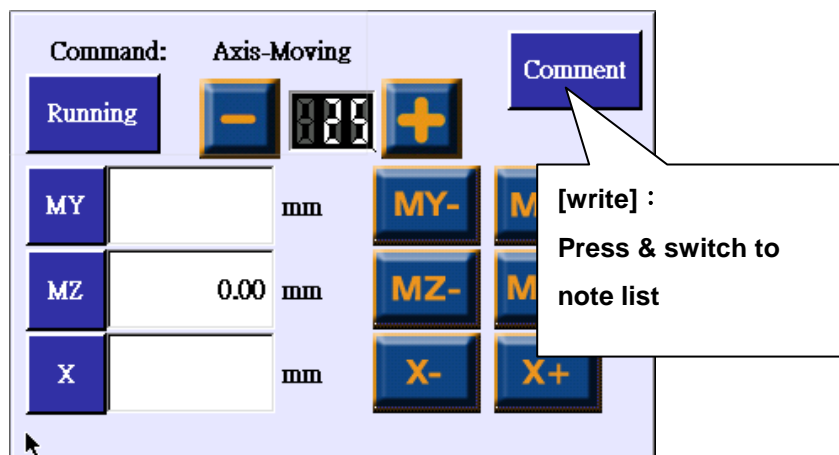 Command: Axis-Moving
Comment
Running
25
MY mm MY- M
MZ 0.00 mm MZ- M
X mm X- X+
[write]：
Press & switch to
note list